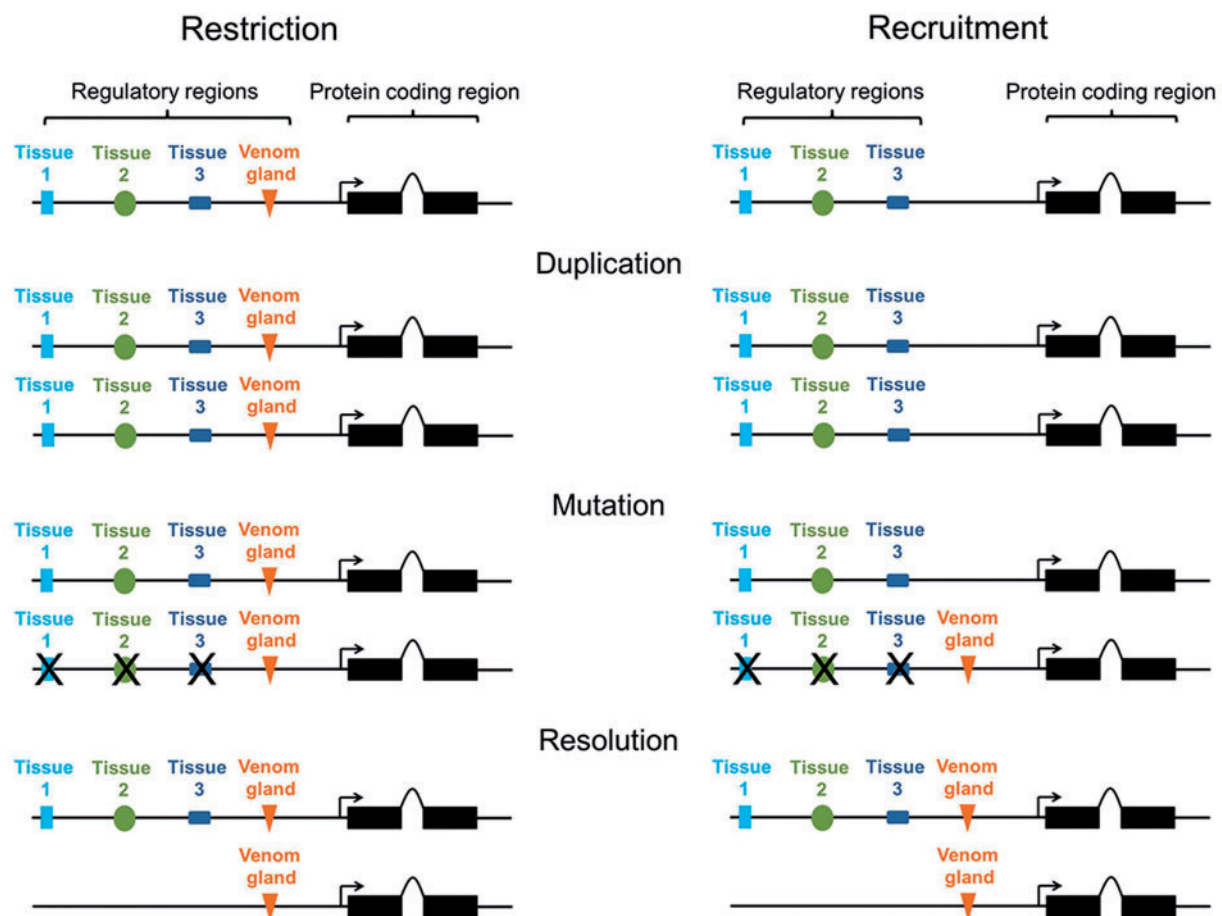 Restriction
Recruitment
Regulatory regions
Protein coding region
Regulatory regions
Protein coding region
Tissue Tissue Tissue Venom
1 2 3 gland
Tissue Tissue Tissue
1 2 3
Duplication
Tissue Tissue Tissue Venom
1 2 3 gland
Tissue Tissue Tissue
1 2 3
Tissue Tissue Tissue Venom
1 2 3 gland
Tissue Tissue Tissue
1 2 3
Mutation
Tissue Tissue Tissue Venom
1 2 3 gland
Tissue Tissue Tissue
1 2 3
Tissue Tissue Tissue Venom
1 2 3 gland
Tissue Tissue Tissue Venom
1 2 3 gland
Resolution
Tissue Tissue Tissue Venom
1 2 3 gland
Tissue Tissue Tissue Venom
1 2 3 gland
Venom
gland
Venom
gland